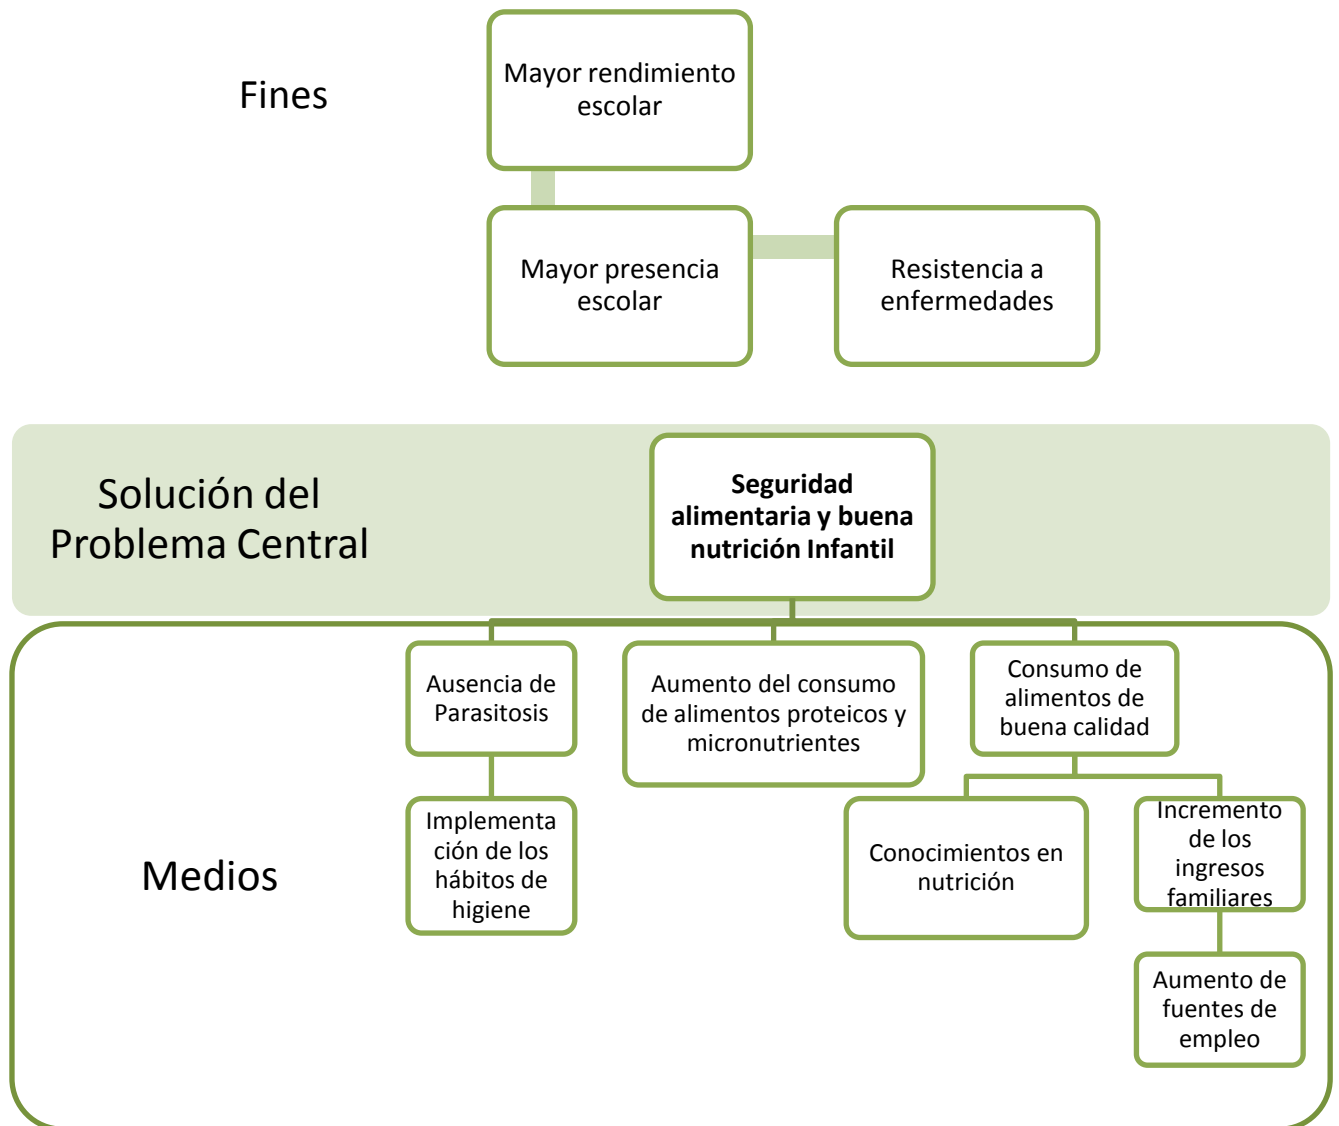 Fines
Mayor rendimiento
escolar
Mayor presencia
escolar
Resistencia a
enfermedades
Solución del
Problema Central
Seguridad
alimentaria y buena
nutrición Infantil
Medios
Ausencia de
Parasitosis
Aumento del consumo
de alimentos proteicos y
micronutrientes
Consumo de
alimentos de
buena calidad
Implementa
ción de los
hábitos de
higiene
Conocimientos en
nutrición
Incremento
de los
ingresos
familiares
Aumento de
fuentes de
empleo